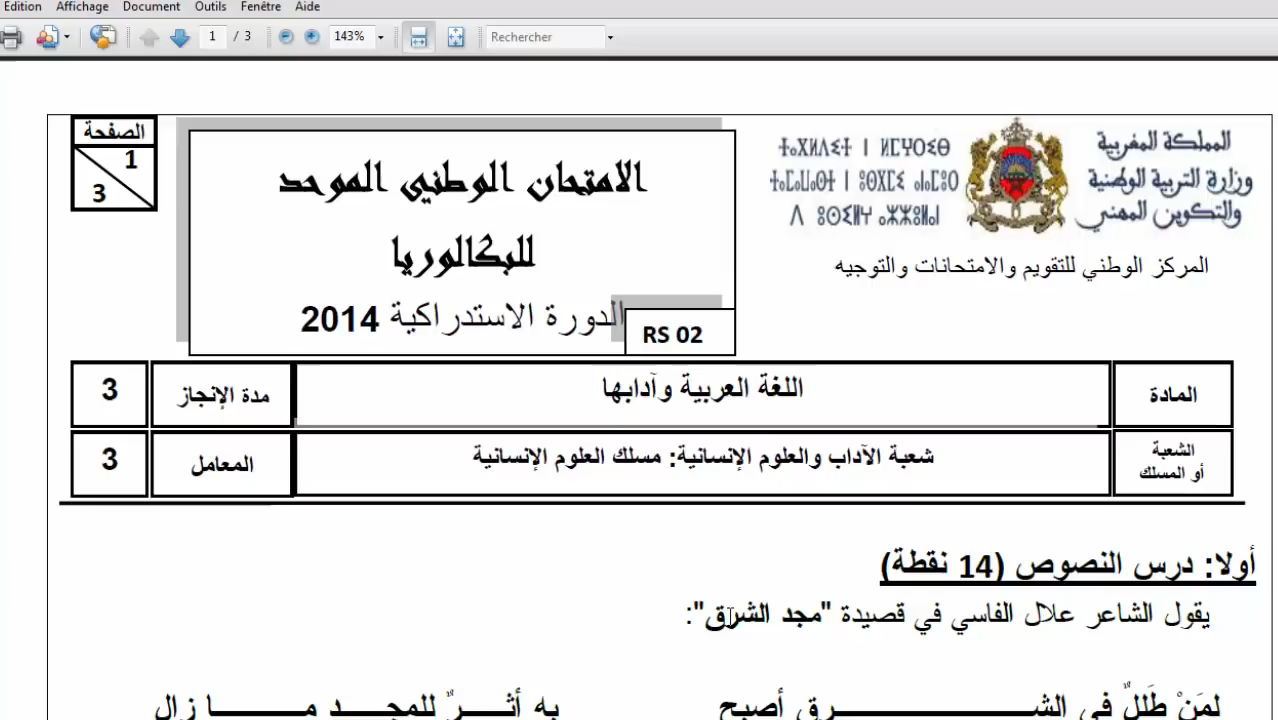 Edition Affichage Document Outils Fenêtre Aide
1 / 3 143% Rechercher
الصفحة
1
3
الامتحان الوطني الموحد
للبكالوريا
الدورة الاستدراكية 2014
RS 02
المملكة المغربية
وزارة التربية الوطنية
والتكوين المهني
المركز الوطني للتقويم والامتحانات والتوجيه
المادة اللغة العربية وآدابها مدة الإنجاز 3
الشعبة أو المسلك شعبة الآداب والعلوم الإنسانية: مسلك العلوم الإنسانية المعامل 3
أولا: درس النصوص (14 نقطة)
يقول الشاعر علال الفاسي في قصيدة "مجد الشرق":
لمَنْ طَللٌ في الشـــــرق أصبح به أثـــرٌ للمجـــد مـــا زال